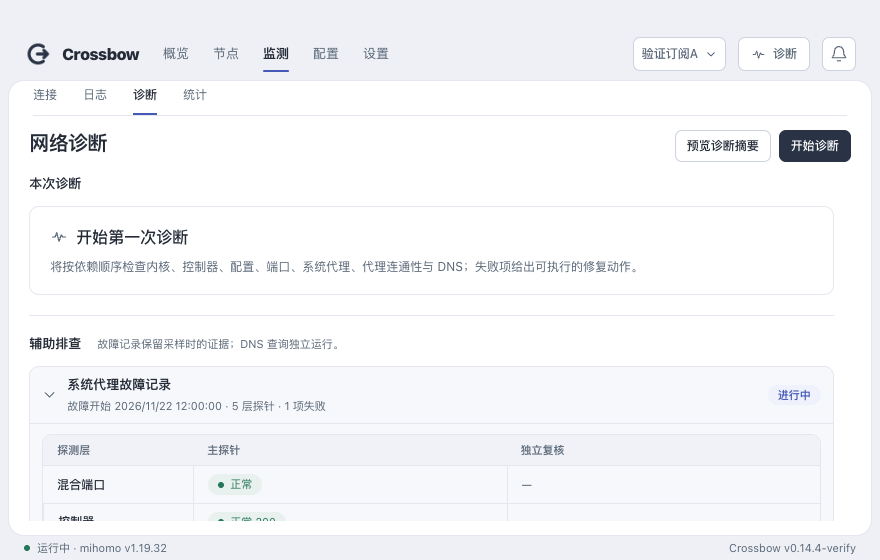 Crossbow 概览 节点 监测 配置 设置 验证订阅A 诊断
连接 日志 诊断 统计
网络诊断 预览诊断摘要 开始诊断
本次诊断
开始第一次诊断
将按依赖顺序检查内核、控制器、配置、端口、系统代理、代理连通性与 DNS；失败项给出可执行的修复动作。
辅助排查 故障记录保留采样时的证据；DNS 查询独立运行。
系统代理故障记录
故障开始 2026/11/22 12:00:00 · 5 层探针 · 1 项失败 进行中
探测层 主探针 独立复核
混合端口 正常 —
控制器 正常 200
运行中 · mihomo v1.19.32 Crossbow v0.14.4-verify